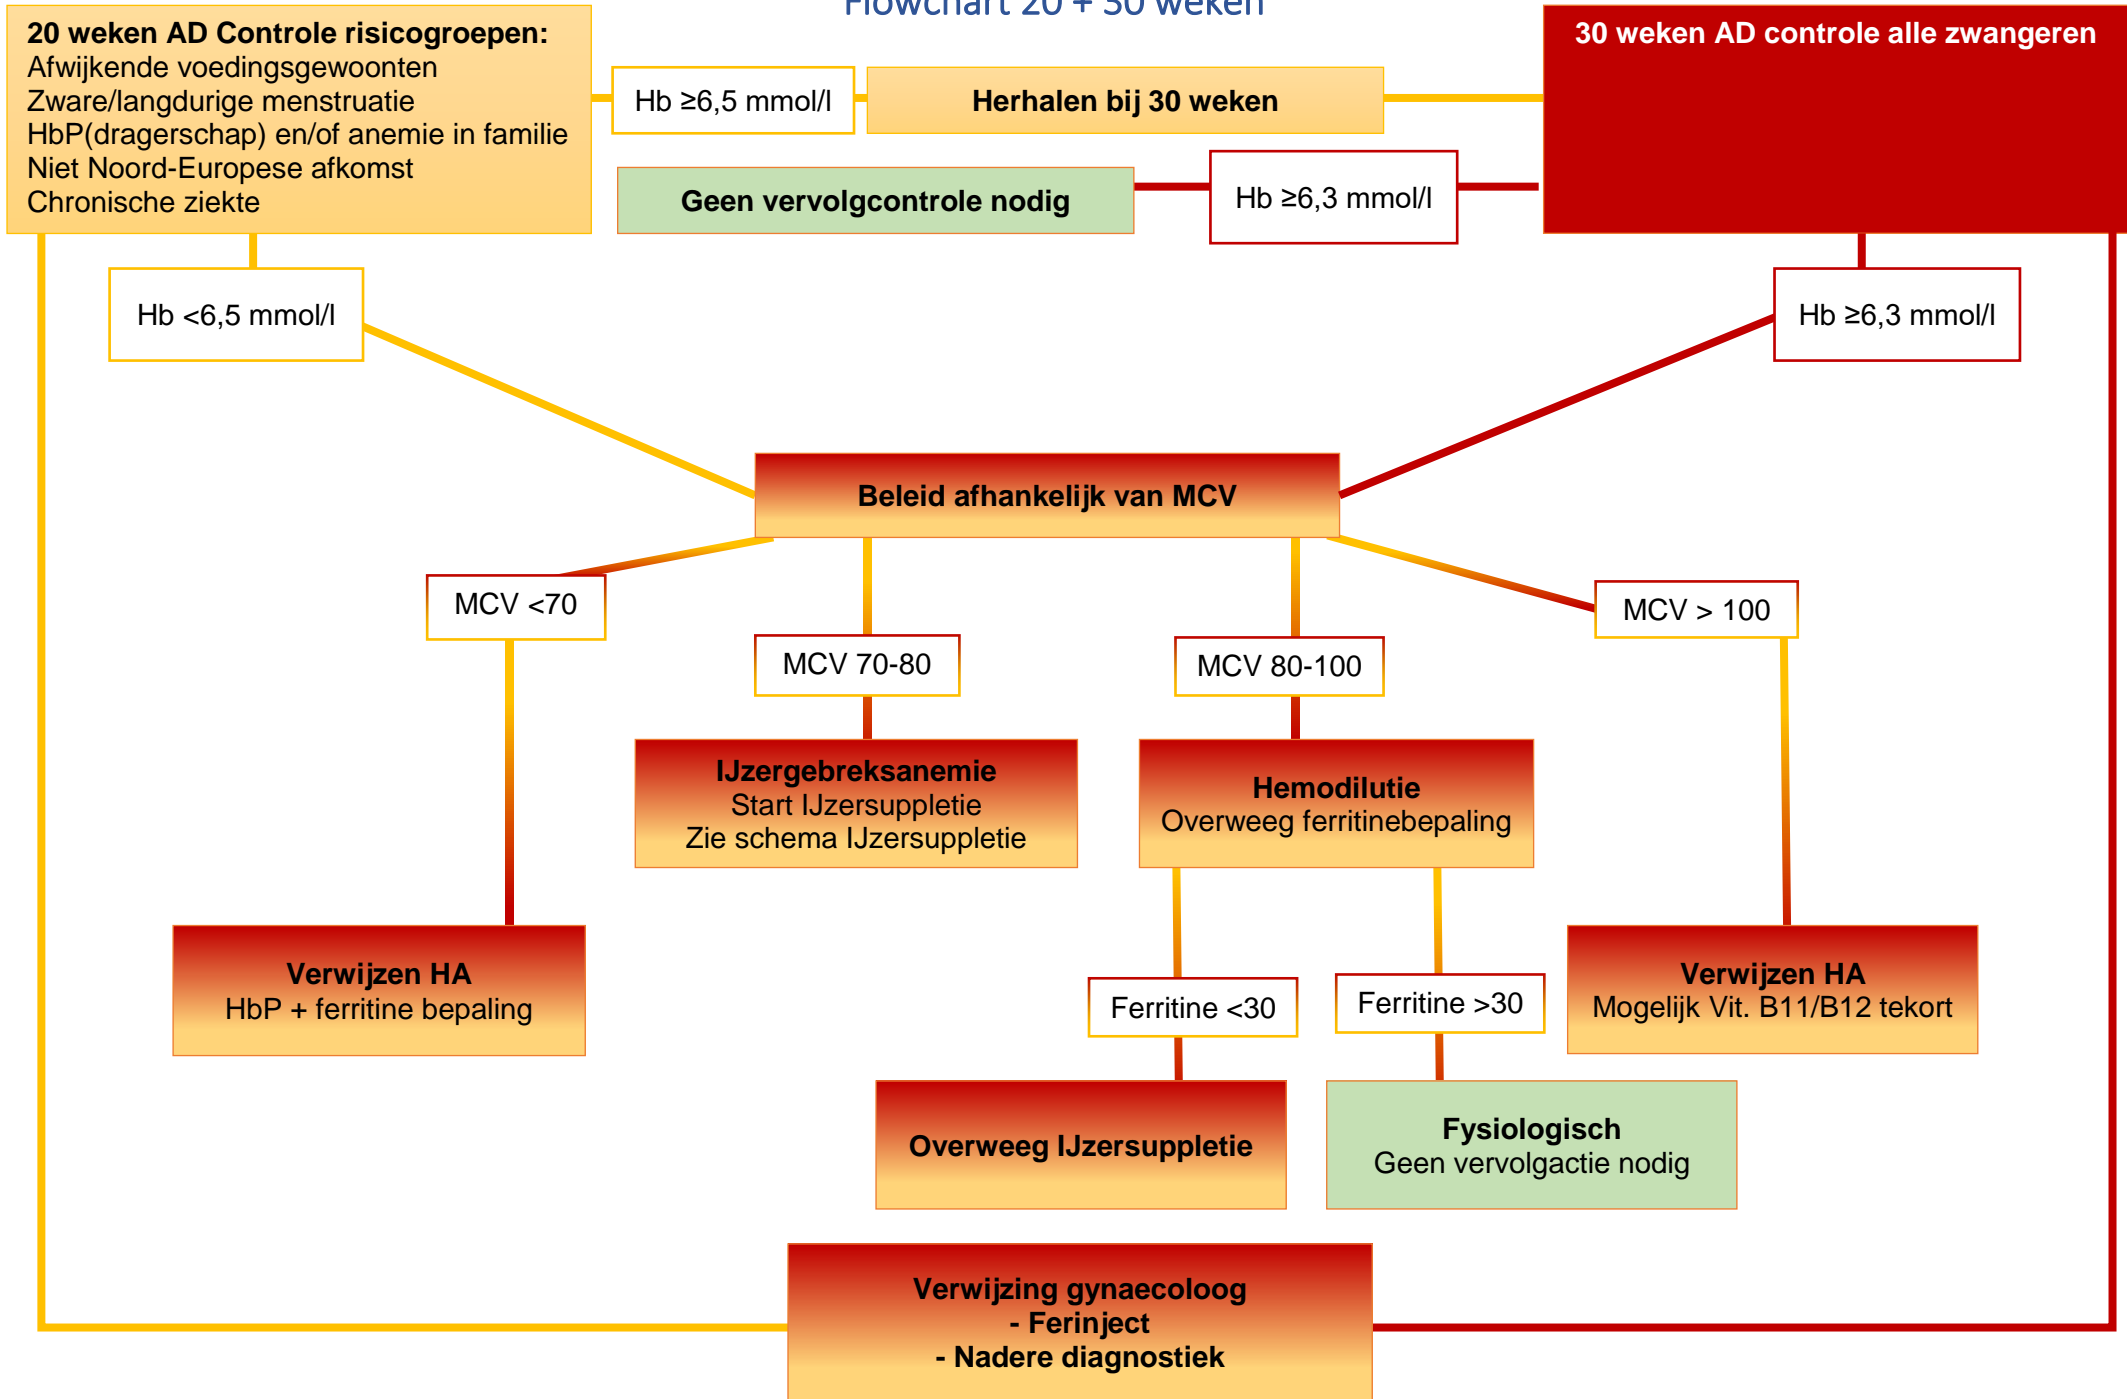 Flowchart 20 + 30 weken
20 weken AD Controle risicogroepen:
Afwijkende voedingsgewoonten
Zware/langdurige menstruatie
HbP(dragerschap) en/of anemie in familie
Niet Noord-Europese afkomst
Chronische ziekte
Hb ≥6,5 mmol/l
Herhalen bij 30 weken
30 weken AD controle alle zwangeren
Geen vervolgcontrole nodig
Hb ≥6,3 mmol/l
Hb <6,5 mmol/l
Hb ≥6,3 mmol/l
Beleid afhankelijk van MCV
MCV <70
MCV 70-80
MCV 80-100
MCV > 100
IJzergebreksanemie
Start IJzersuppletie
Zie schema IJzersuppletie
Hemodilutie
Overweeg ferritinebepaling
Verwijzen HA
HbP + ferritine bepaling
Ferritine <30
Ferritine >30
Verwijzen HA
Mogelijk Vit. B11/B12 tekort
Overweeg IJzersuppletie
Fysiologisch
Geen vervolgactie nodig
Verwijzing gynaecoloog
- Ferinject
- Nadere diagnostiek